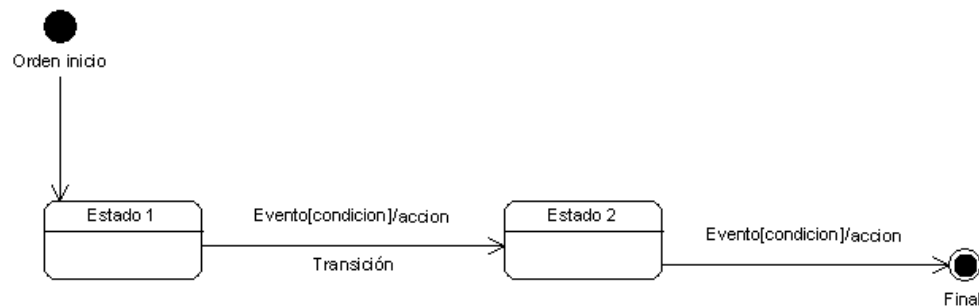 Orden inicio
Estado 1
Evento[condicion]/accion
Transición
Estado 2
Evento[condicion]/accion
Final